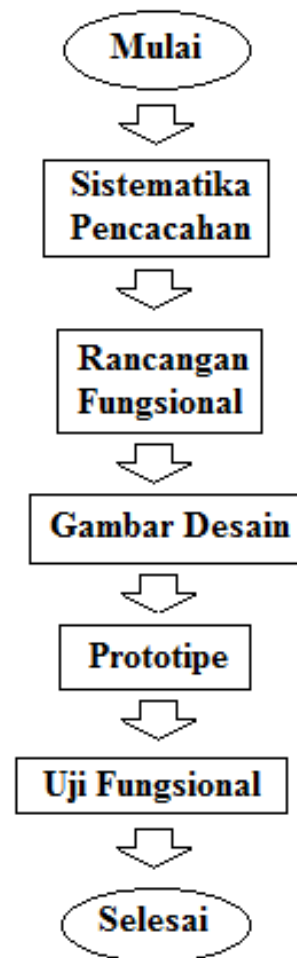 Mulai
Sistematika
Pencacahan
Rancangan
Fungsional
Gambar Desain
Prototipe
Uji Fungsional
Selesai